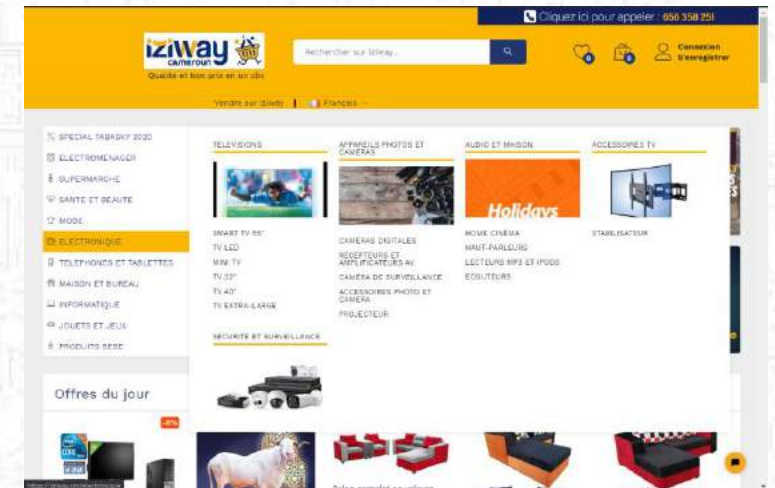 Cliquez ici pour appeler : 656 358 251
iziway
CAMEROUN
Qualité et bon prix en un clic
Rechercher sur Iziway...
0
0
Connexion
S'enregistrer
Vendre sur Iziway
Français
SPECIAL TABASKY 2020
ELECTROMENAGER
SUPERMARCHE
SANTE ET BEAUTE
MODE
ELECTRONIQUE
TELEPHONES ET TABLETTES
MAISON ET BUREAU
INFORMATIQUE
JOUETS ET JEUX
PRODUITS BEBE
TELEVISIONS
SMART TV 55"
TV LED
MINI TV
TV 32"
TV 40"
TV EXTRA-LARGE
APPAREILS PHOTOS ET
CAMERAS
CAMERAS DIGITALES
RÉCEPTEURS ET
AMPLIFICATEURS AV
CAMERA DE SURVEILLANCE
ACCESSOIRES PHOTO ET
CAMERA
PROJECTEUR
AUDIO ET MAISON
Holidays
HOME CINÉMA
HAUT-PARLEURS
LECTEURS MP3 ET IPODS
ECOUTEURS
ACCESSOIRES TV
STABILISATEUR
SECURITE ET SURVEILLANCE
Offres du jour
-8%